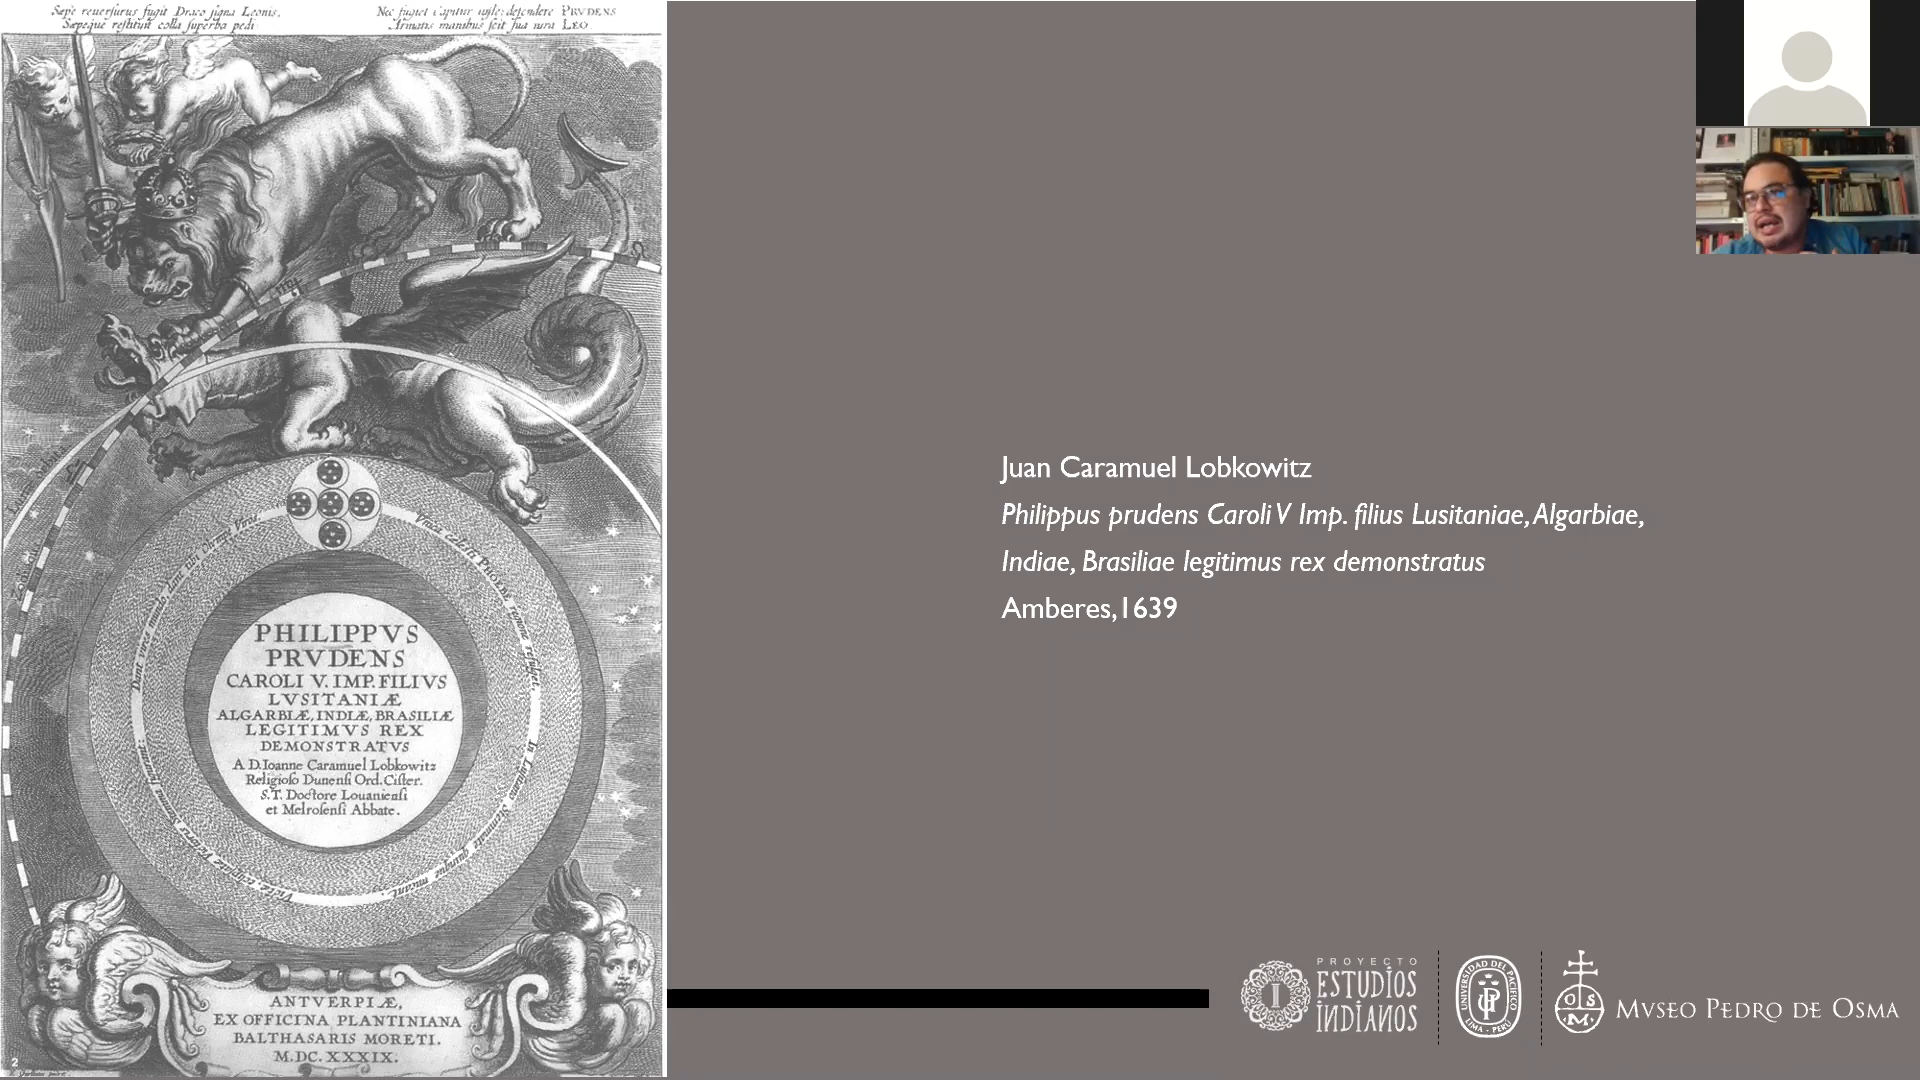 Sæpe reuersurus fugit Draco signa Leonis,
Sæpeque restituit colla superba pedi
Nec fugiet capitur iusse: defendere PRVDENS
Armatis manibus scit sua iura LEO
PHILIPPVS
PRVDENS
CAROLI V. IMP. FILIVS
LVSITANIÆ
ALGARBIÆ, INDIÆ, BRASILIÆ
LEGITIMVS REX
DEMONSTRATVS
A D. Ioanne Caramuel Lobkowitz
Religioso Dunensi Ord. Cister.
S.T. Doctore Louaniensi
et Melrosensi Abbate.
ANTVERPIÆ,
EX OFFICINA PLANTINIANA
BALTHASARIS MORETI.
M.DC.XXXIX.
2
Juan Caramuel Lobkowitz
Philippus prudens Caroli V Imp. filius Lusitaniae, Algarbiae,
Indiae, Brasiliae legitimus rex demonstratus
Amberes, 1639
PROYECTO
ESTUDIOS
INDIANOS
UNIVERSIDAD DEL PACIFICO
LIMA - PERU
MVSEO PEDRO DE OSMA